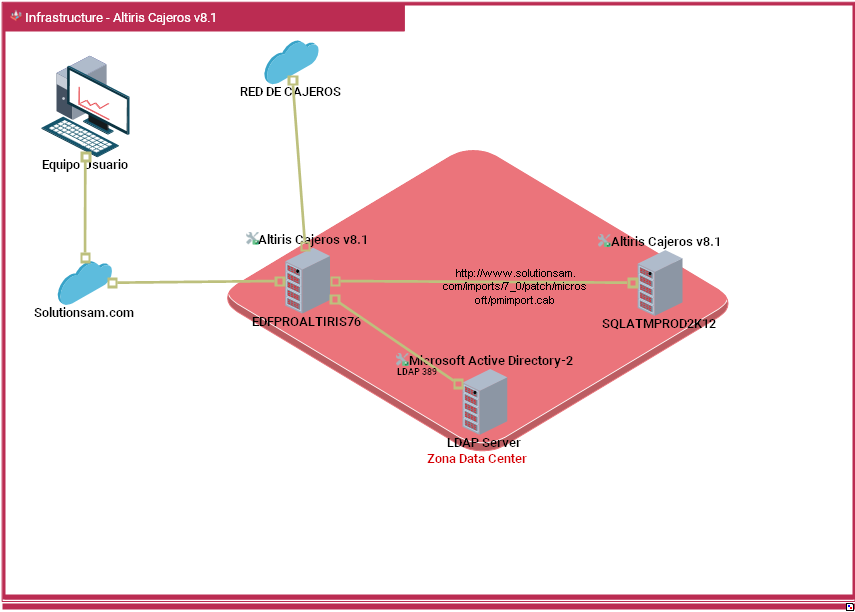 Infrastructure - Altiris Cajeros v8.1
RED DE CAJEROS
Equipo Usuario
Altiris Cajeros v8.1
Altiris Cajeros v8.1
http://www.solutionsam.
com/imports/7_0/patch/micros
oft/pmimport.cab
Solutionsam.com
EDFPROALTIRIS76
SQLATMPROD2K12
Microsoft Active Directory-2
LDAP 389
LDAP Server
Zona Data Center